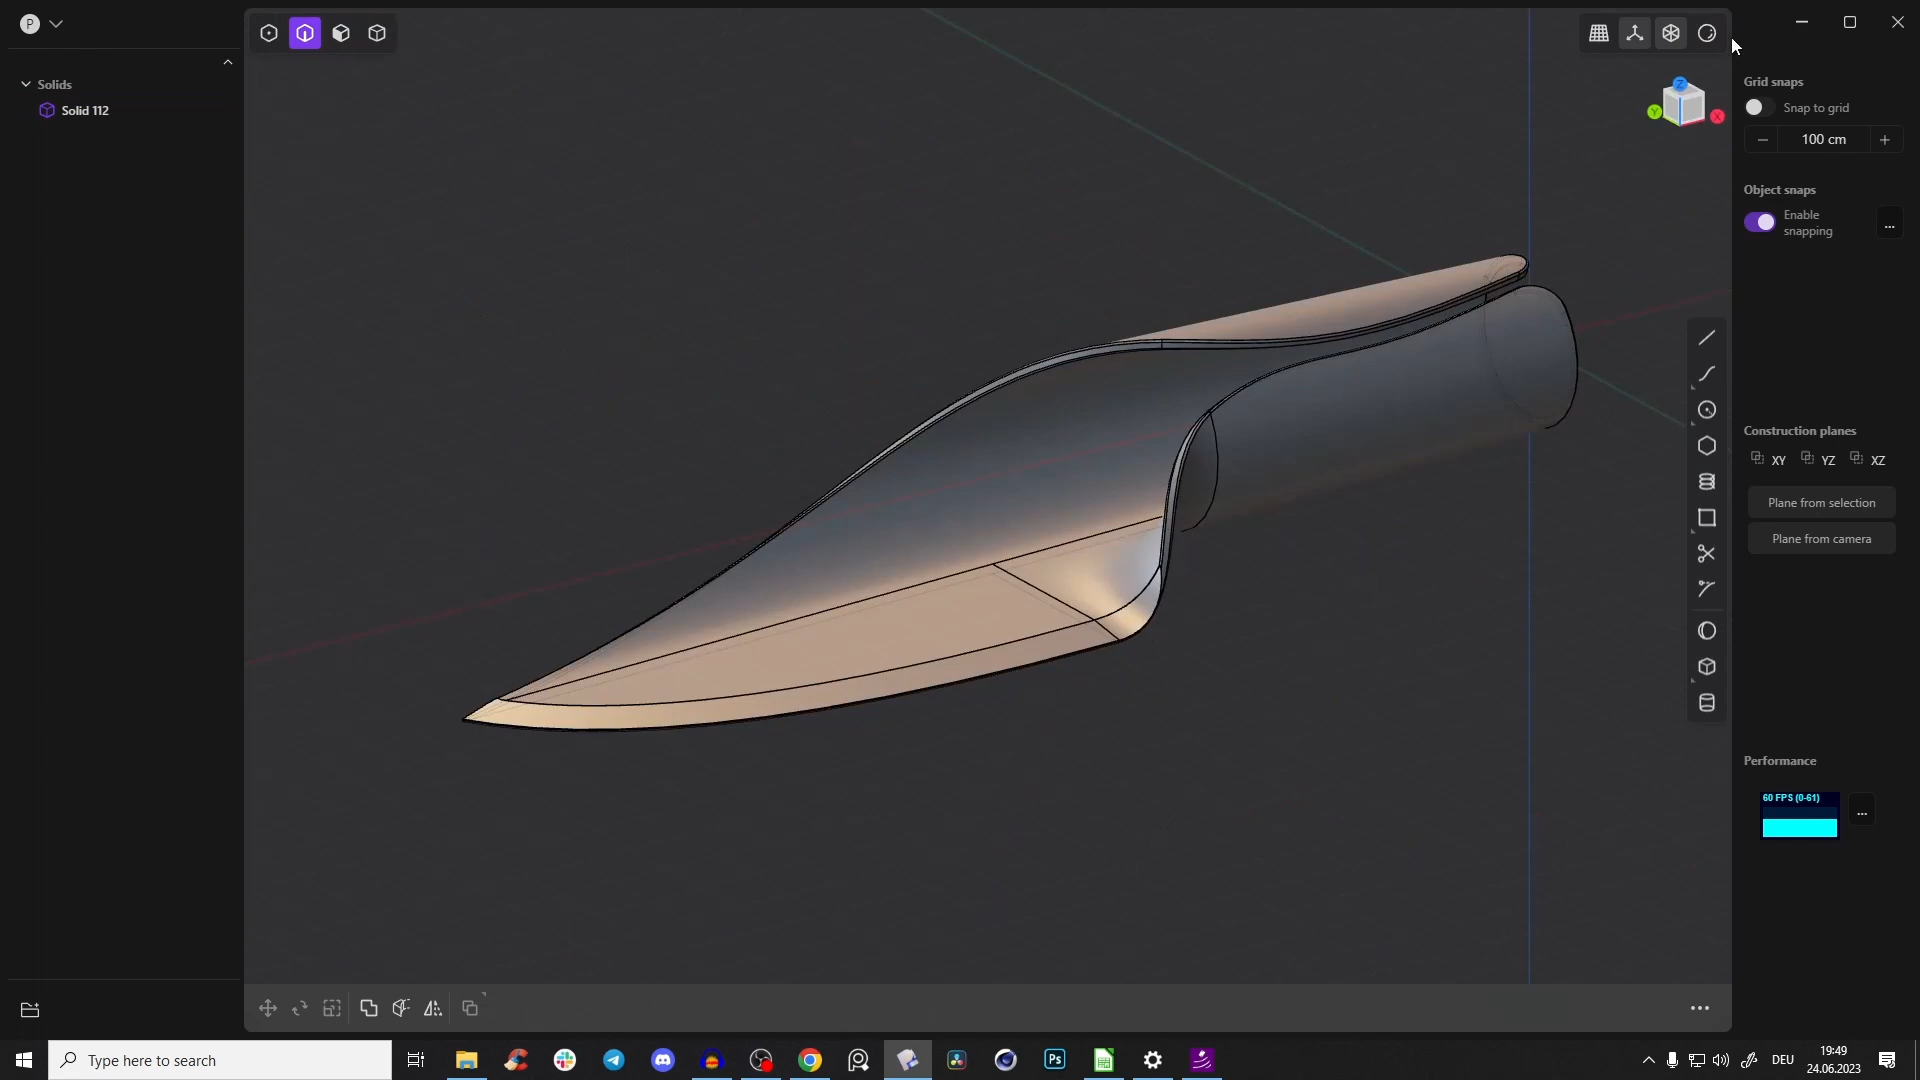 P
Solids
Solid 112
Z
Y
X
Grid snaps
Snap to grid
100 cm
Object snaps
Enable
snapping
...
Construction planes
XY
YZ
XZ
Plane from selection
Plane from camera
Performance
60 FPS (0-61)
...
Type here to search
Ps
DEU
19:49
24.06.2023